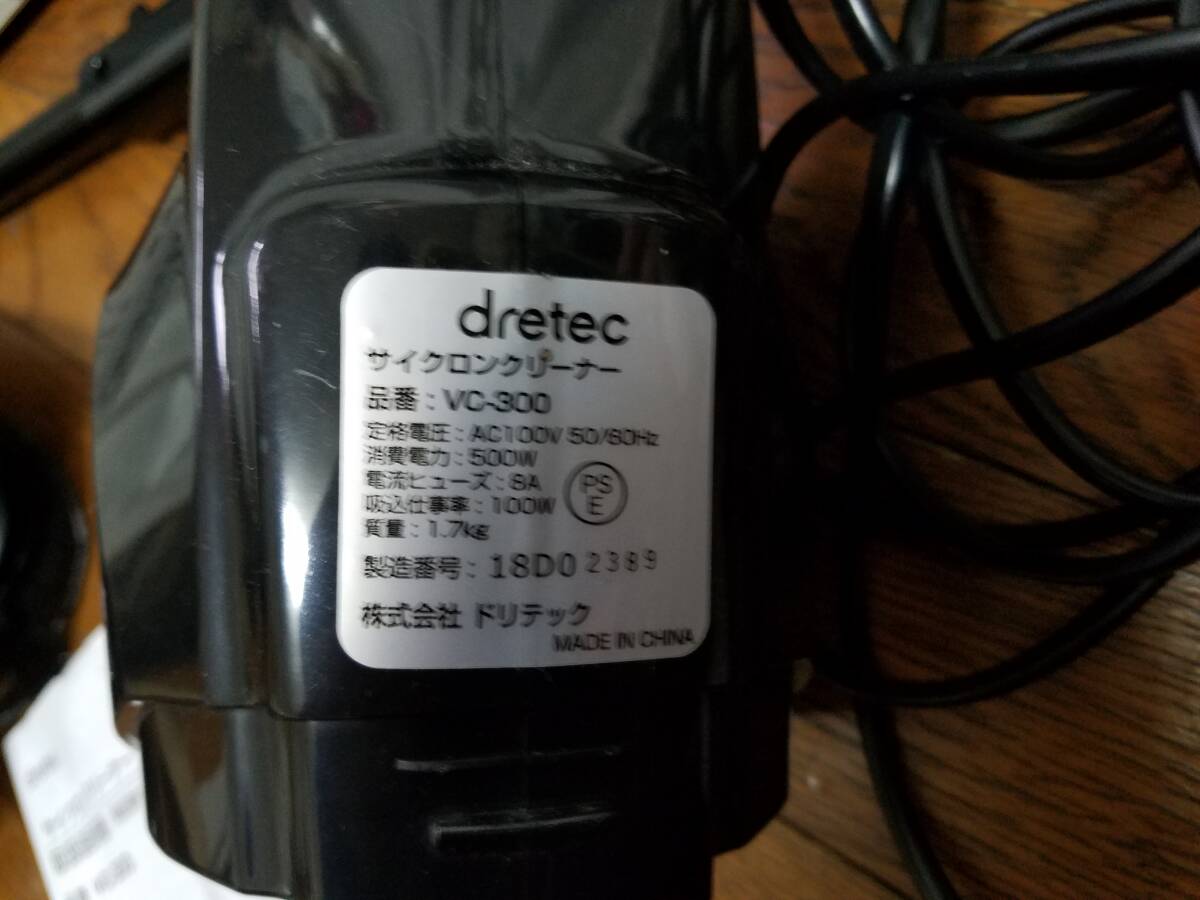 dretec
サイクロンクリーナー
品番：VC-300
定格電圧：AC100V 50/60Hz
消費電力：500W
電流ヒューズ：8A
吸込仕事率：100W
質量：1.7kg
PS
E
製造番号：18D0 2389
株式会社 ドリテック
MADE IN CHINA